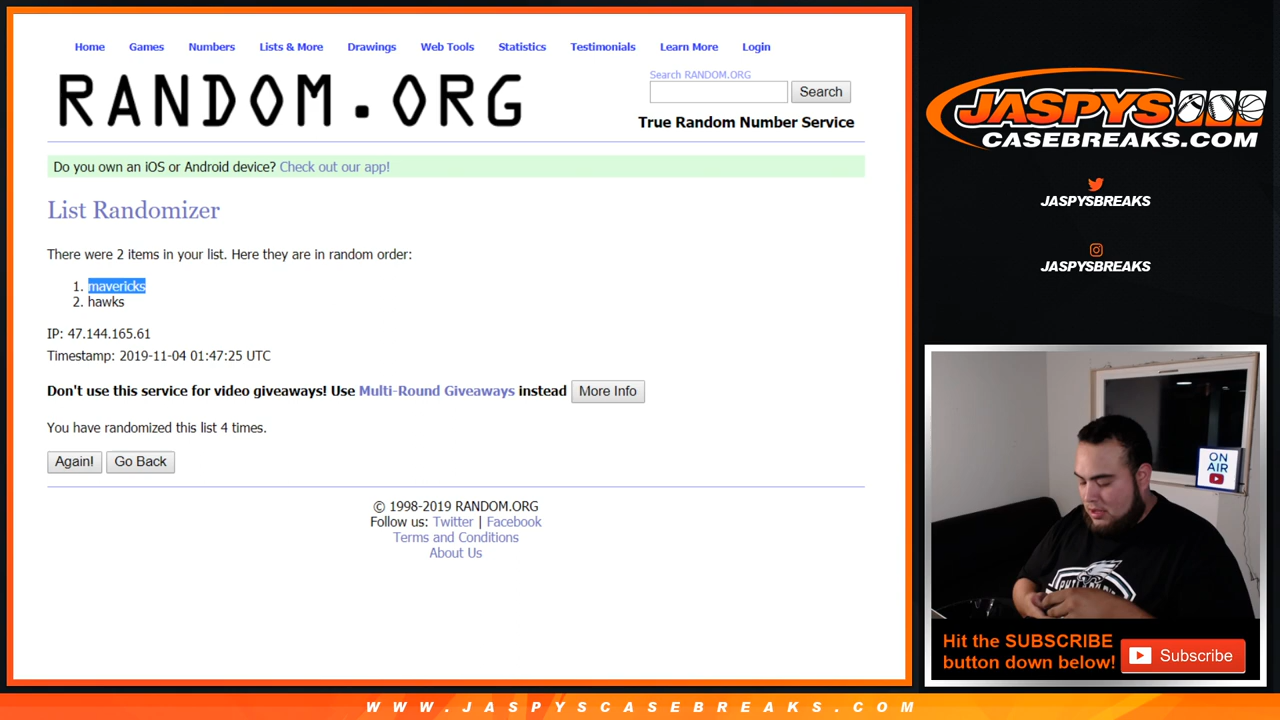 Home Games Numbers Lists & More Drawings Web Tools Statistics Testimonials Learn More Login
RANDOM.ORG
Search RANDOM.ORG
Search
True Random Number Service
Do you own an iOS or Android device? Check out our app!
List Randomizer
There were 2 items in your list. Here they are in random order:
1. mavericks
2. hawks
IP: 47.144.165.61
Timestamp: 2019-11-04 01:47:25 UTC
Don't use this service for video giveaways! Use Multi-Round Giveaways instead More Info
You have randomized this list 4 times.
Again! Go Back
© 1998-2019 RANDOM.ORG
Follow us: Twitter | Facebook
Terms and Conditions
About Us
JASPYS
CASEBREAKS.COM
JASPYSBREAKS
JASPYSBREAKS
ON
AIR
Hit the SUBSCRIBE
button down below!
Subscribe
WWW.JASPYSCASEBREAKS.COM